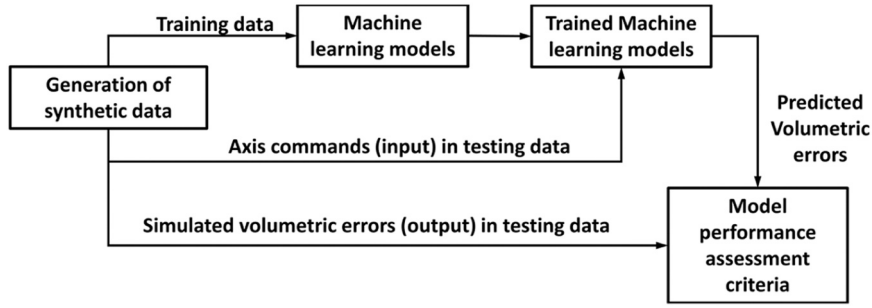 Training data
Machine
learning models
Trained Machine
learning models
Generation of
synthetic data
Predicted
Volumetric
errors
Axis commands (input) in testing data
Simulated volumetric errors (output) in testing data
Model
performance
assessment
criteria